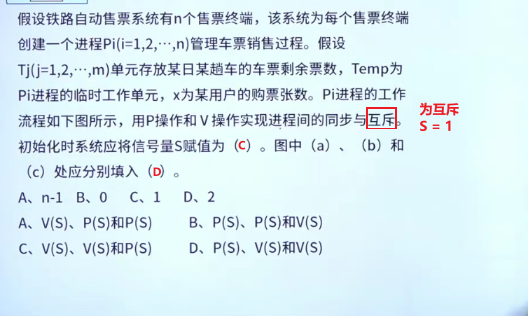 假设铁路自动售票系统有n个售票终端，该系统为每个售票终端
创建一个进程Pi(i=1,2,…,n)管理车票销售过程。假设
Tj(j=1,2,…,m)单元存放某日某趟车的车票剩余票数，Temp为
Pi进程的临时工作单元，x为某用户的购票张数。Pi进程的工作
流程如下图所示，用P操作和V操作实现进程间的同步与互斥。
为互斥
S = 1
初始化时系统应将信号量S赋值为（C）。图中（a）、（b）和
（c）处应分别填入（D）。
A、n-1 B、0 C、1 D、2
A、V(S)、P(S)和P(S) B、P(S)、P(S)和V(S)
C、V(S)、V(S)和P(S) D、P(S)、V(S)和V(S)